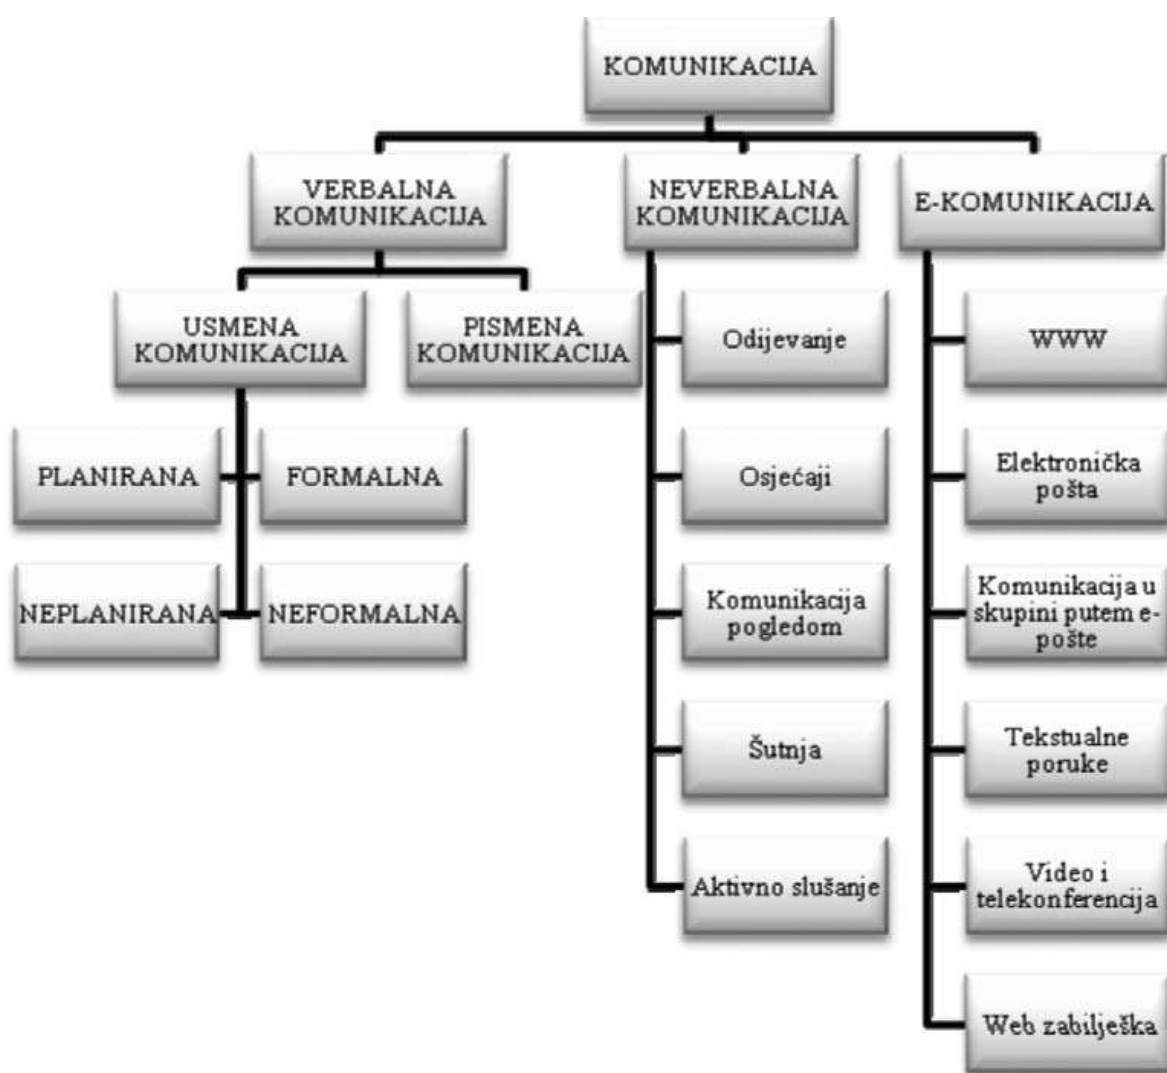 KOMUNIKACIJA
VERBALNA
KOMUNIKACIJA
NEVERBALNA
KOMUNIKACIJA
E-KOMUNIKACIJA
USMENA
KOMUNIKACIJA
PISMENA
KOMUNIKACIJA
PLANIRANA
FORMALNA
NEPLANIRANA
NEFORMALNA
Odijevanje
Osjećaji
Komunikacija
pogledom
Šutnja
Aktivno slušanje
WWW
Elektronička
pošta
Komunikacija u
skupini putem e-
pošte
Tekstualne
poruke
Video i
telekonferencija
Web zabilješka